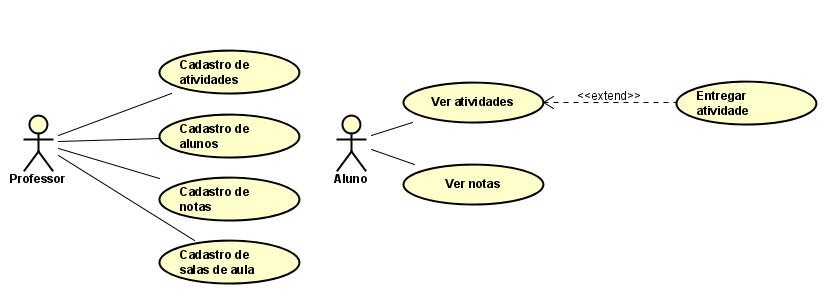 Cadastro de
atividades
Cadastro de
alunos
Professor
Cadastro de
notas
Cadastro de
salas de aula
Ver atividades
<<extend>>
Entregar
atividade
Aluno
Ver notas